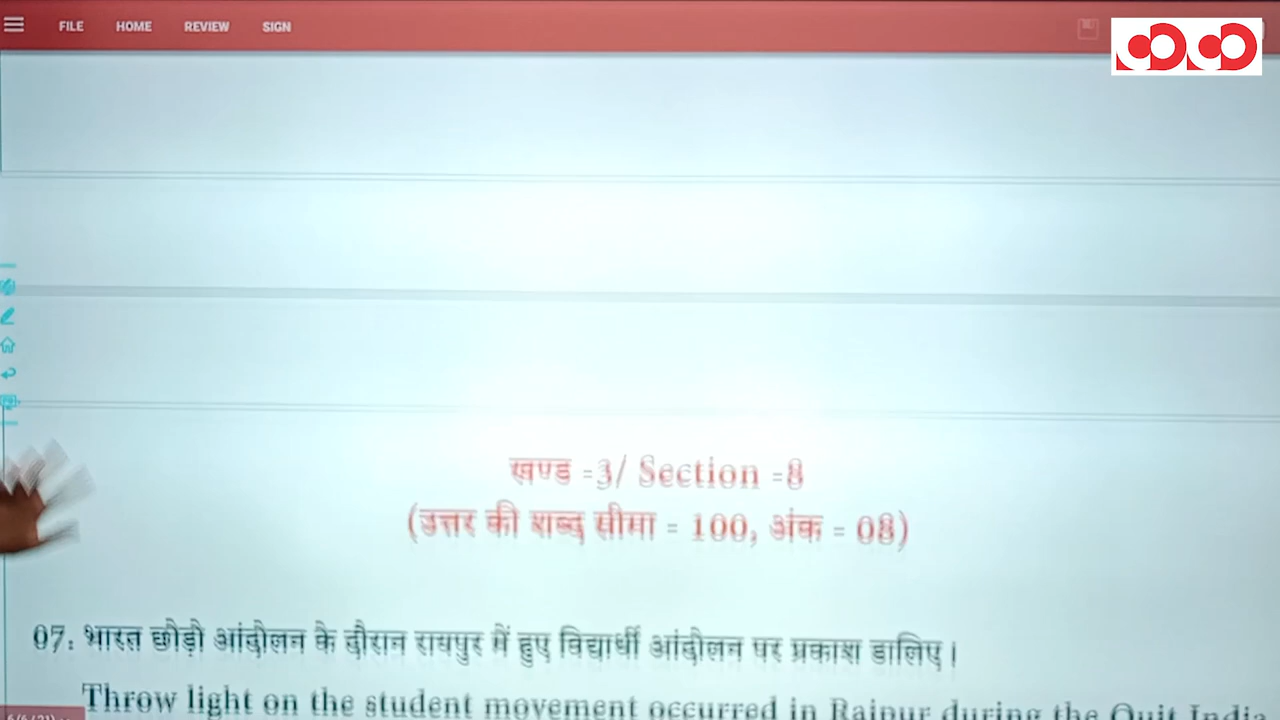 FILE HOME REVIEW SIGN
खण्ड =3/ Section =8
(उत्तर की शब्द सीमा = 100, अंक = 08)
07. भारत छौड़ो आंदोलन के दौरान रायपुर में हुए विद्यार्थी आंदोलन पर प्रकाश डालिए।
Throw light on the student movement occurred in Raipur during the Quit India